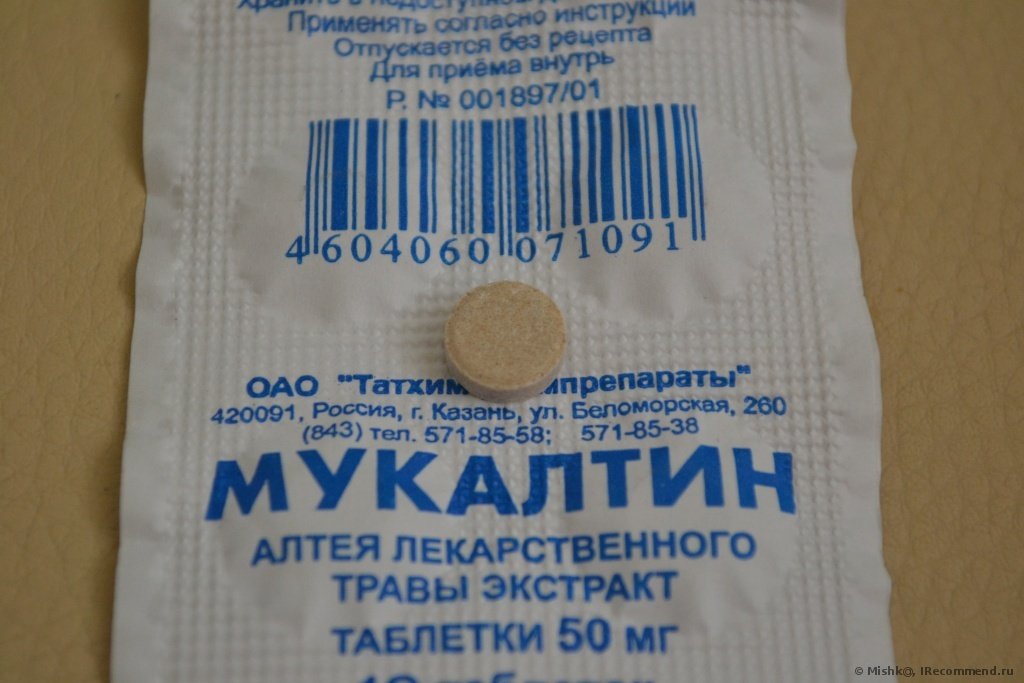 Применять согласно инструкции
Отпускается без рецепта
Для приёма внутрь
Р. № 001897/01
4 604060 071091
ОАО "Татхим препараты"
420091, Россия, г. Казань, ул. Беломорская, 260
(843) тел. 571-85-58; 571-85-38
МУКАЛТИН
АЛТЕЯ ЛЕКАРСТВЕННОГО
ТРАВЫ ЭКСТРАКТ
ТАБЛЕТКИ 50 МГ
© Mishk@, IRecommend.ru